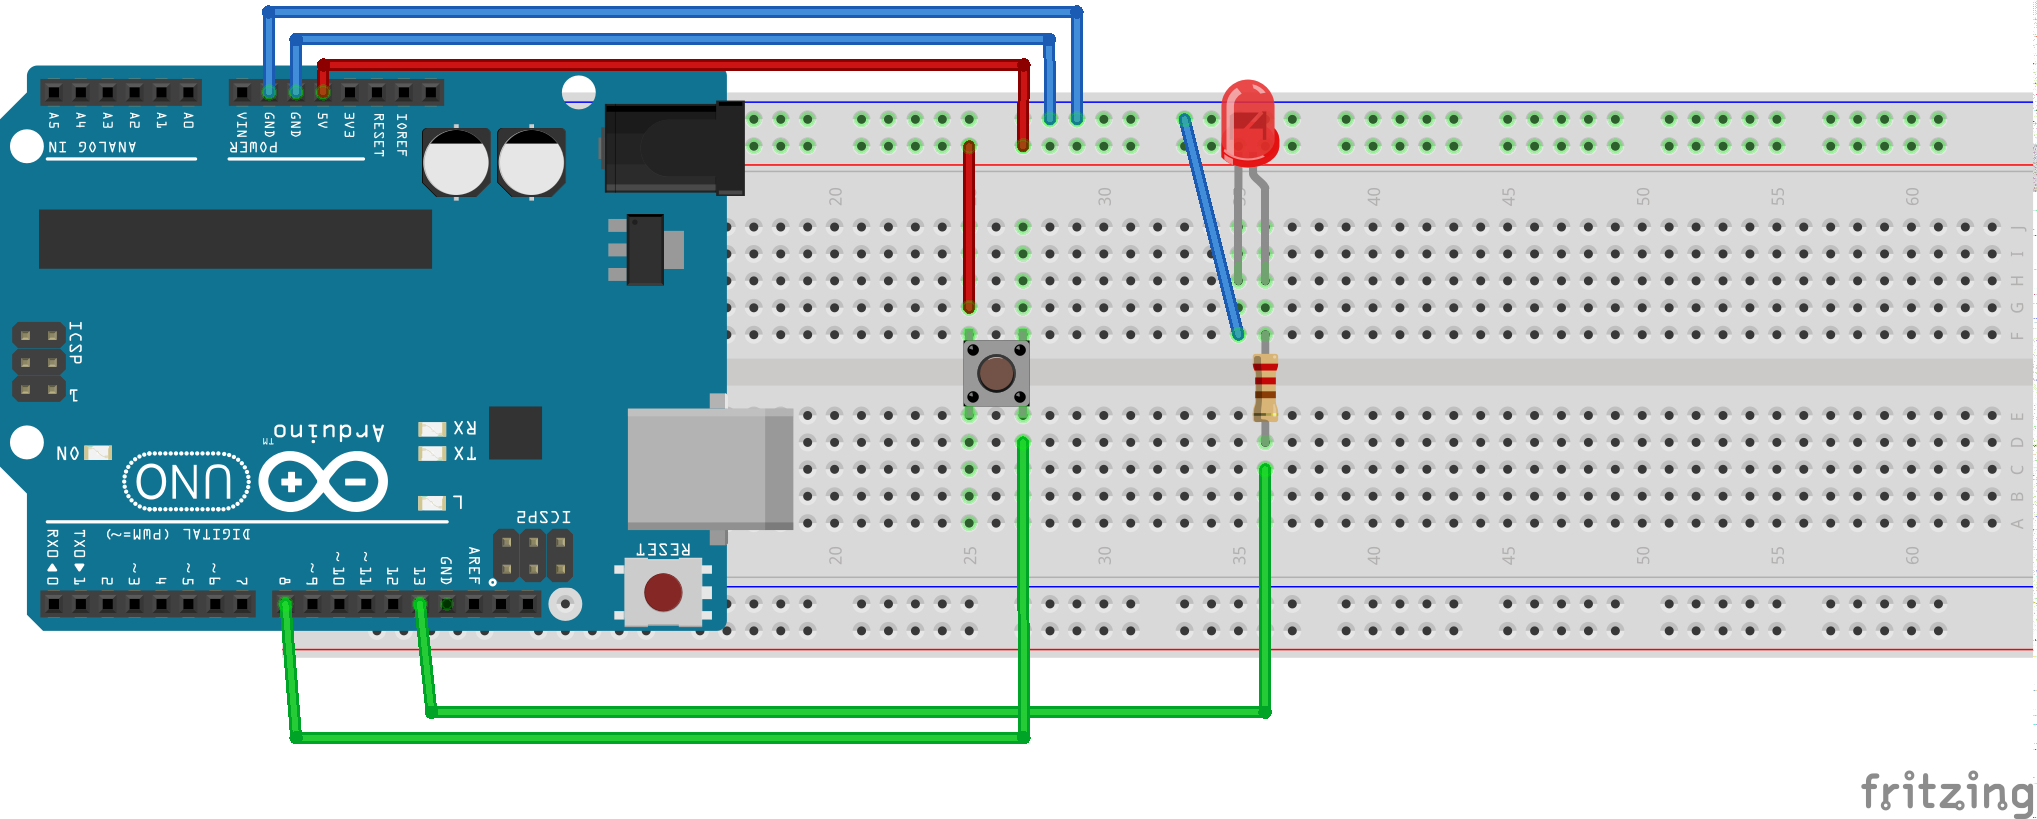 A5 A4 A3 A2 A1 A0
ANALOG IN
VIN GND GND 5V 3V3 RESET IOREF
POWER
20 25 30 35 40 45 50 55 60
J
I
H
G
F
ICSP
1
E
D
C
B
A
Arduino™
UNO
ON
RX
TX
L
ICSP2
RESET
DIGITAL (PWM=~)
RX0 TX0
0 1 2 ~3 4 ~5 ~6 7 8 ~9 ~10 ~11 12 13 GND AREF
20 25 30 35 40 45 50 55 60
fritzing